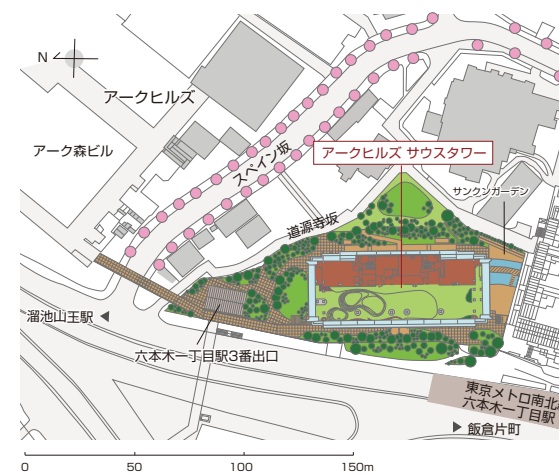 N
アークヒルズ
アーク森ビル
スペイン坂
アークヒルズ サウスタワー
サンクンガーデン
道源寺坂
溜池山王駅
六本木一丁目駅3番出口
東京メトロ南北
六本木一丁目駅
飯倉片町
0 50 100 150m